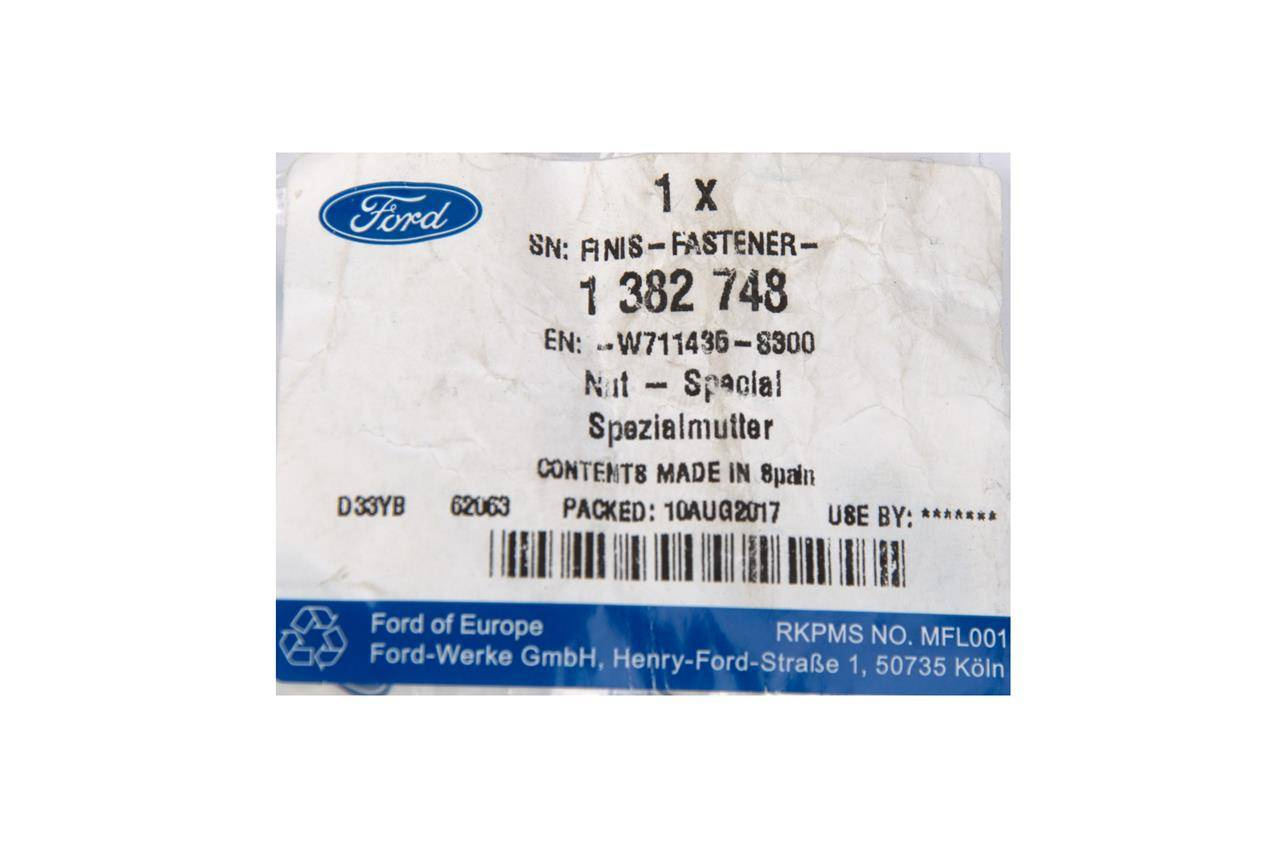 Ford
1 X
SN: FINIS-FASTENER-
1 382 748
EN: -W711436-S300
Nut - Special
Spezialmutter
CONTENTS MADE IN Spain
D33YB 62063 PACKED: 10AUG2017 USE BY: *******
Ford of Europe
RKPMS NO. MFL001
Ford-Werke GmbH, Henry-Ford-Straße 1, 50735 Köln